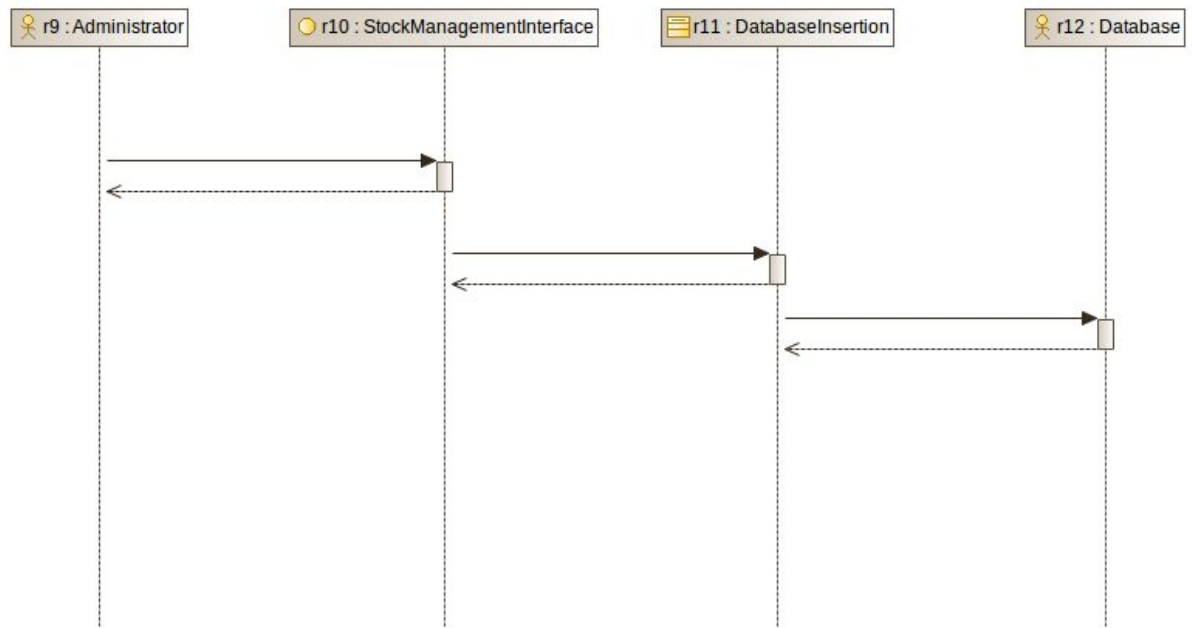 r9 : Administrator
r10 : StockManagementInterface
r11 : DatabaseInsertion
r12 : Database